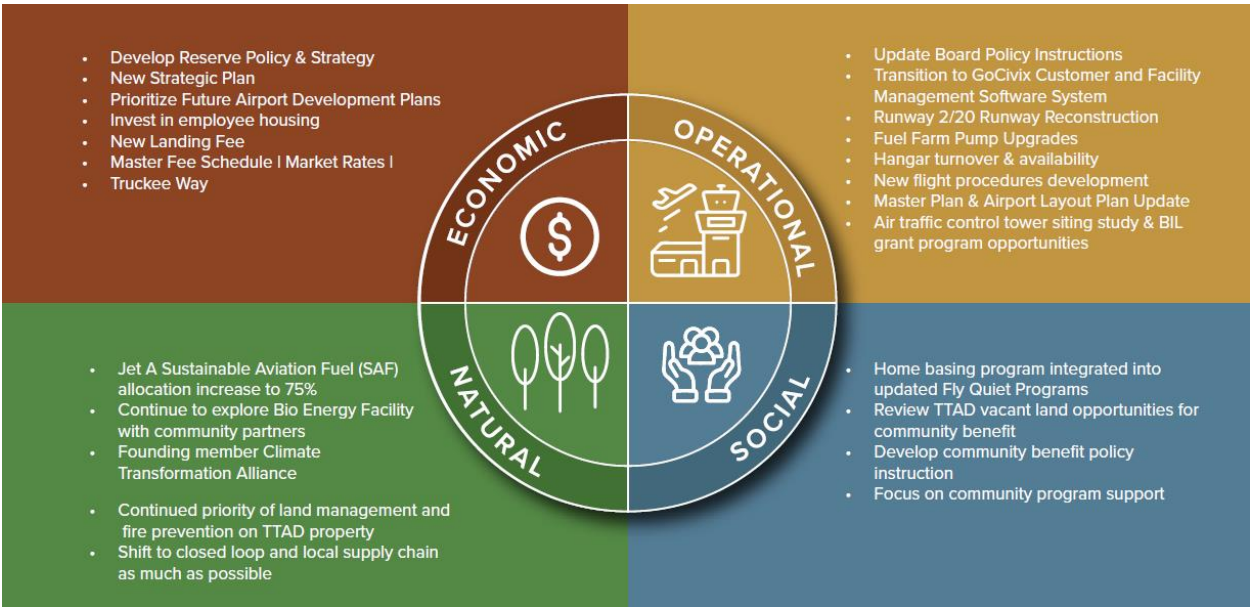 • Develop Reserve Policy & Strategy
• New Strategic Plan
• Prioritize Future Airport Development Plans
• Invest in employee housing
• New Landing Fee
• Master Fee Schedule | Market Rates |
• Truckee Way
• Update Board Policy Instructions
• Transition to GoCivix Customer and Facility
Management Software System
• Runway 2/20 Runway Reconstruction
• Fuel Farm Pump Upgrades
• Hangar turnover & availability
• New flight procedures development
• Master Plan & Airport Layout Plan Update
• Air traffic control tower siting study & BIL
grant program opportunities
ECONOMIC
OPERATIONAL
$
NATURAL
SOCIAL
• Jet A Sustainable Aviation Fuel (SAF)
allocation increase to 75%
• Continue to explore Bio Energy Facility
with community partners
• Founding member Climate
Transformation Alliance
• Continued priority of land management and
fire prevention on TTAD property
• Shift to closed loop and local supply chain
as much as possible
• Home basing program integrated into
updated Fly Quiet Programs
• Review TTAD vacant land opportunities for
community benefit
• Develop community benefit policy
instruction
• Focus on community program support